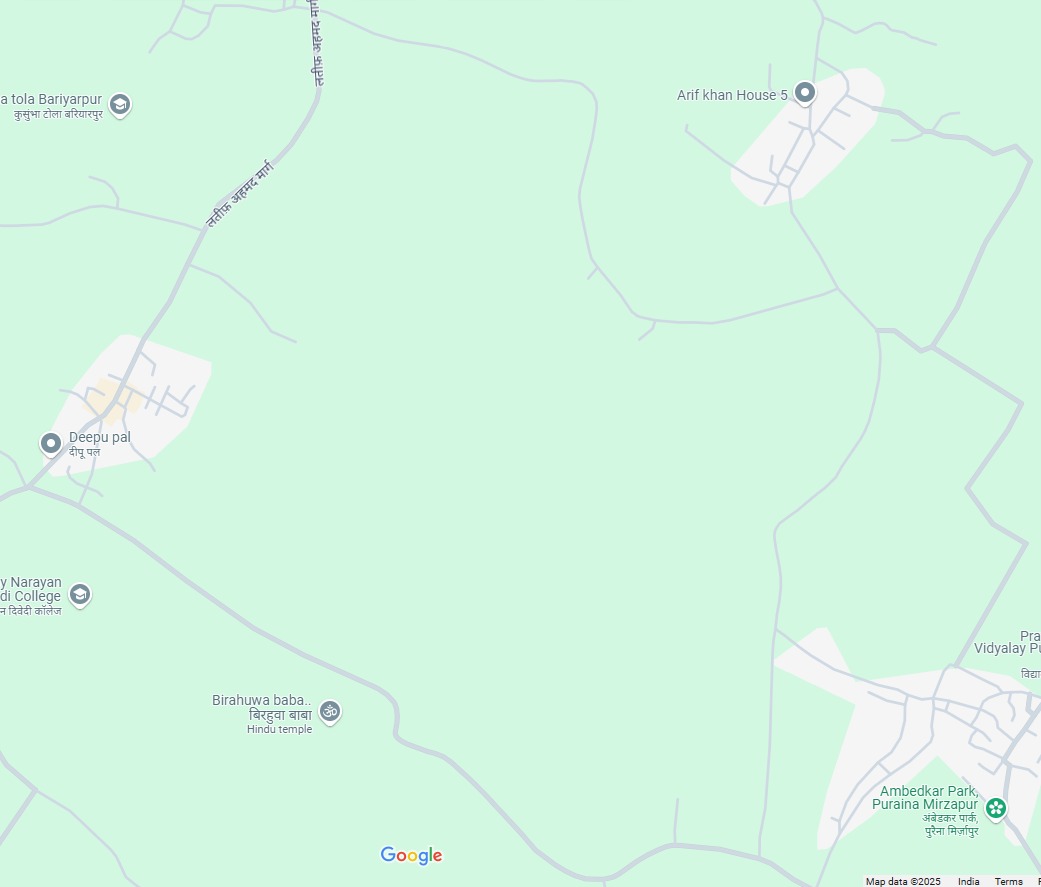 लतीफ़ अहमद मार्ग
Arif khan House 5
a tola Bariyarpur
कुसुंभा टोला बरियारपुर
लतीफ़ अहमद मार्ग
Deepu pal
दीपू पल
y Narayan
di College
न दिवेदी कॉलेज
Pra
Vidyalay Pu
विद्या
Birahuwa baba..
बिरहुवा बाबा
Hindu temple
Ambedkar Park,
Puraina Mirzapur
अंबेडकर पार्क,
पुरैना मिर्ज़ापुर
Google
Map data ©2025 India Terms